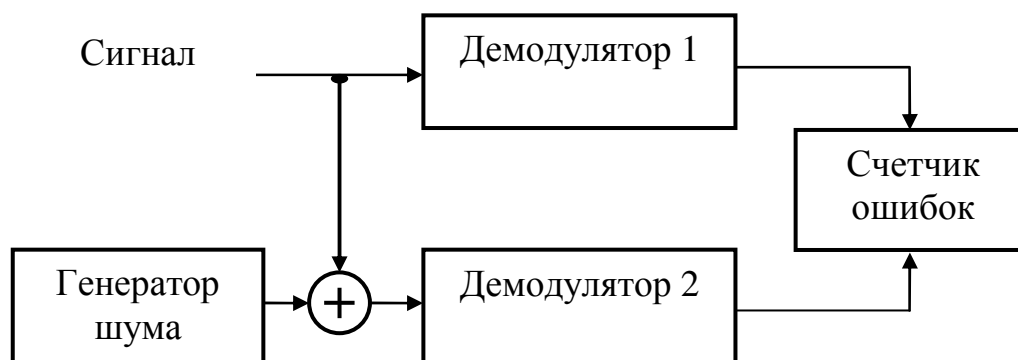 Сигнал
Демодулятор 1
Счетчик
ошибок
Генератор
шума
Демодулятор 2